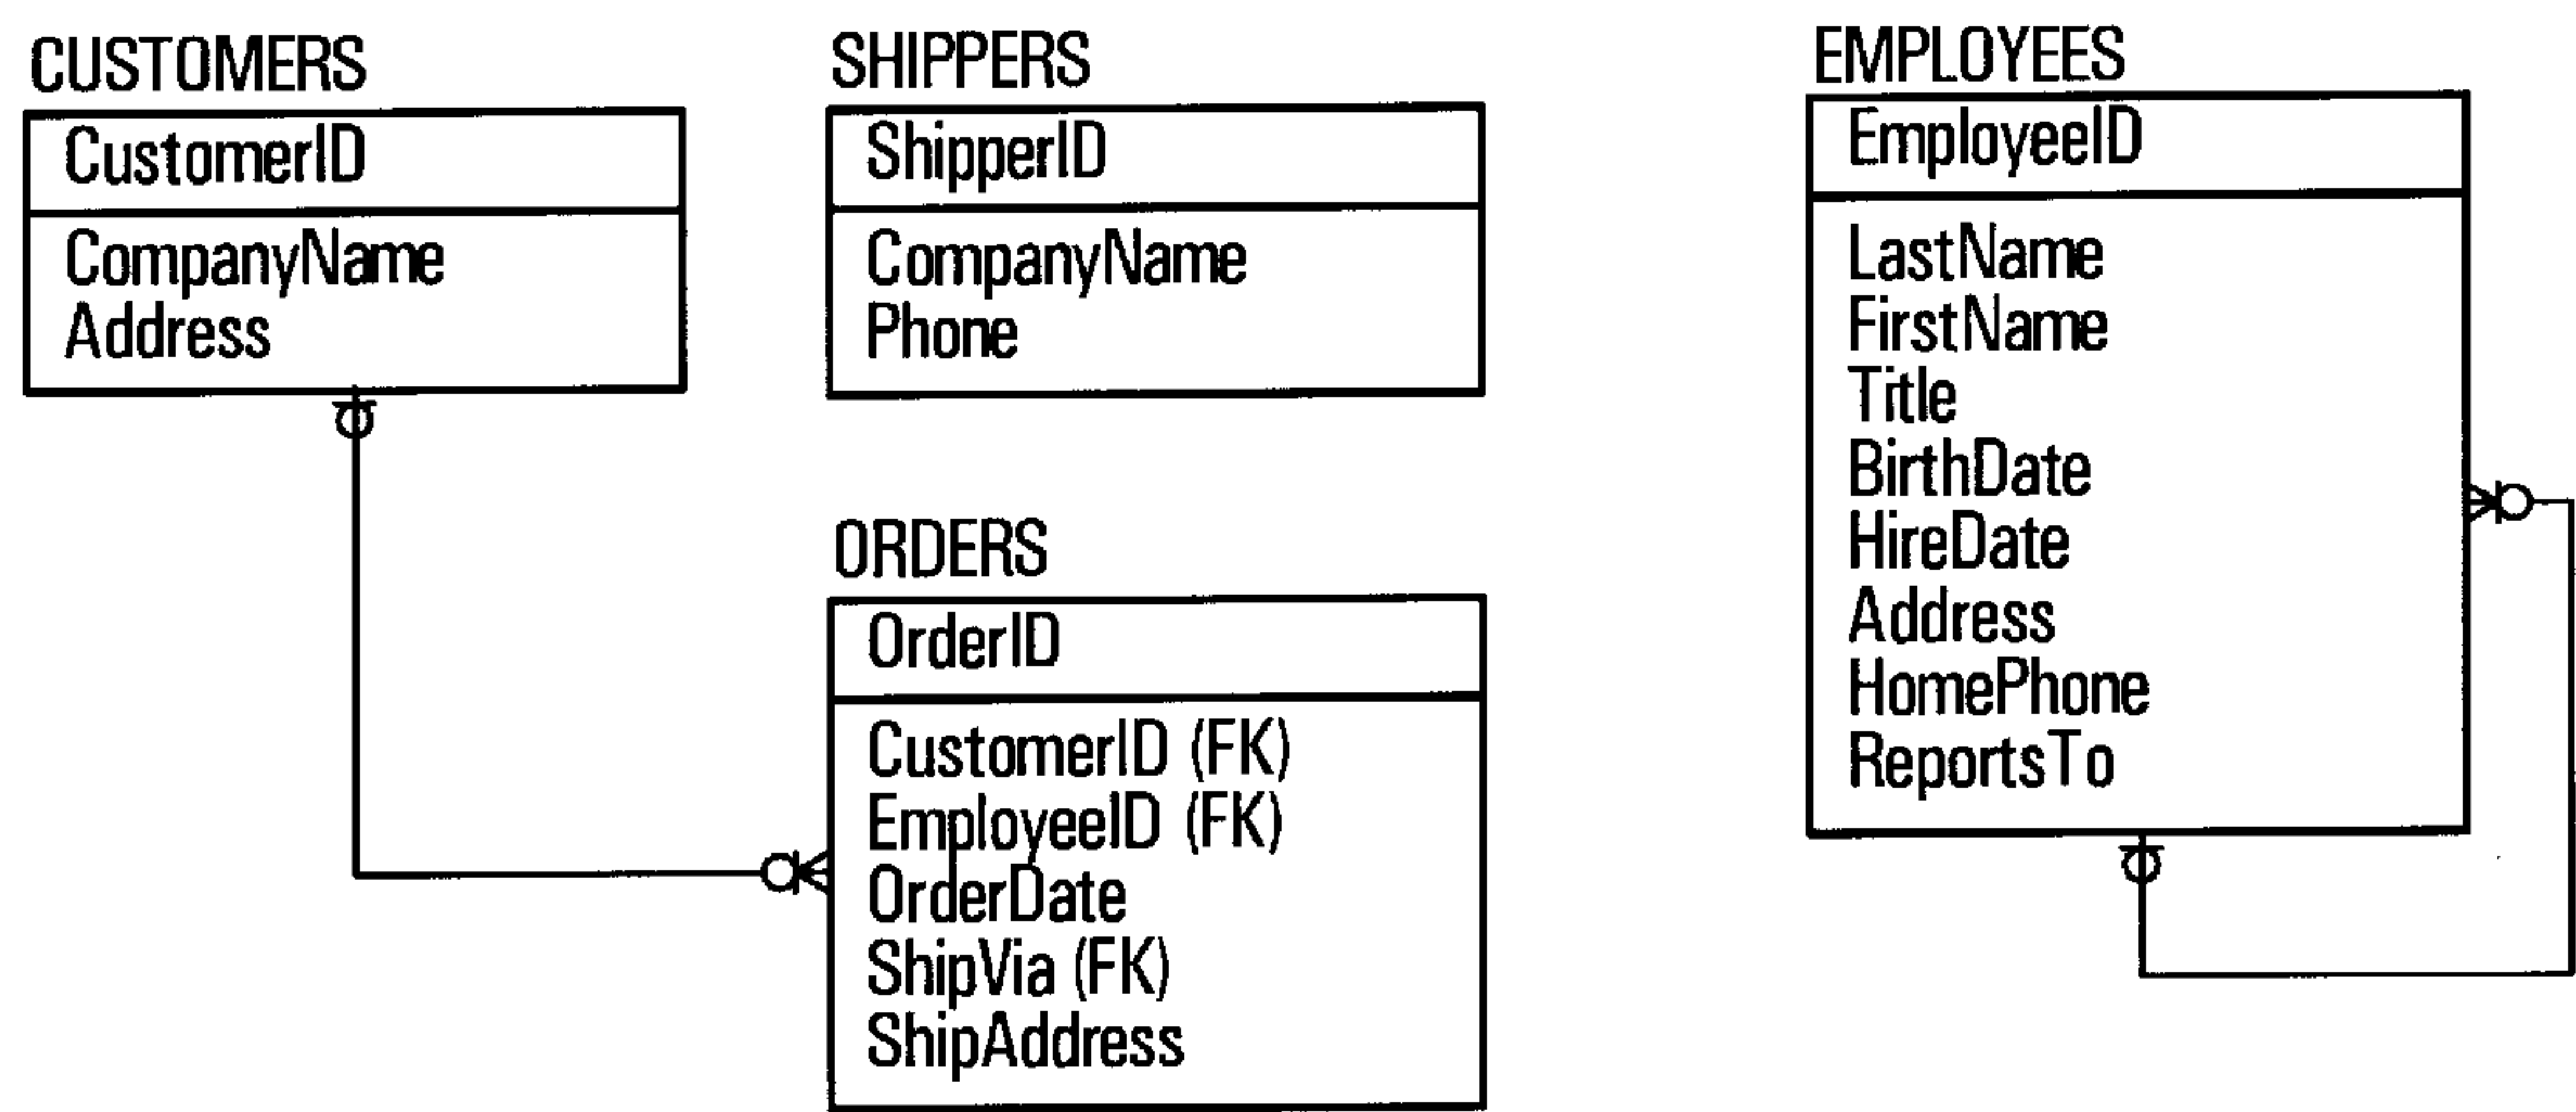 CUSTOMERS
CustomerID
CompanyName
Address
SHIPPERS
ShipperID
CompanyName
Phone
ORDERS
OrderID
CustomerID (FK)
EmployeeID (FK)
OrderDate
ShipVia (FK)
ShipAddress
EMPLOYEES
EmployeeID
LastName
FirstName
Title
BirthDate
HireDate
Address
HomePhone
ReportsTo